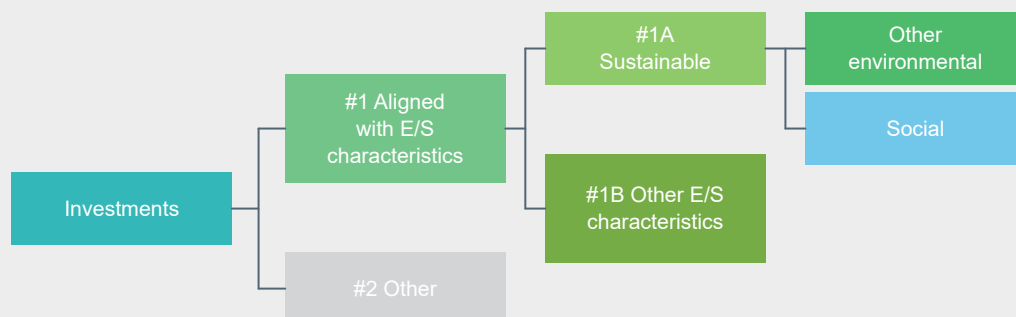 #1A
Sustainable
Other
environmental
#1 Aligned
with E/S
characteristics
Social
Investments
#1B Other E/S
characteristics
#2 Other